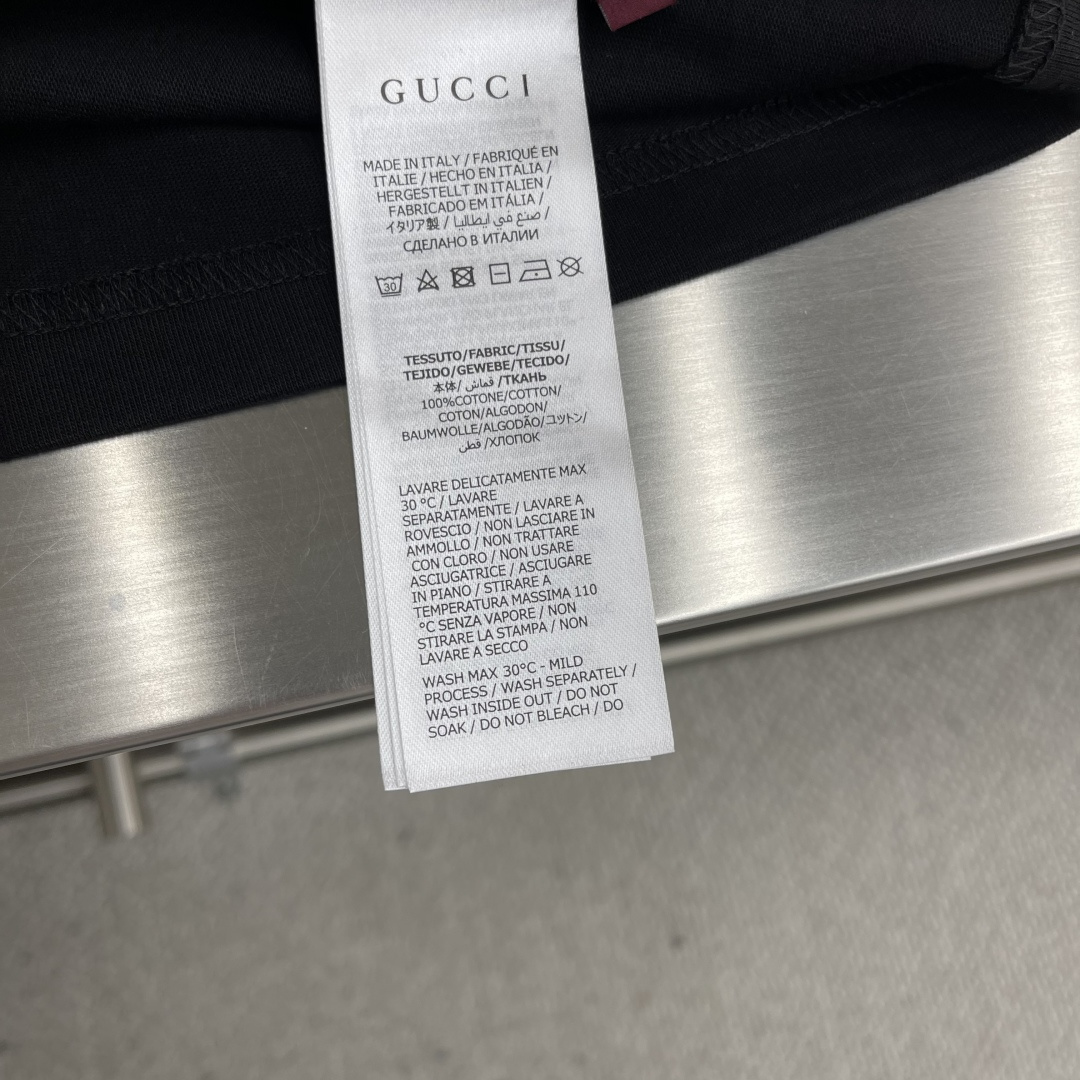 GUCCI
MADE IN ITALY / FABRIQUÉ EN
ITALIE / HECHO EN ITALIA /
HERGESTELLT IN ITALIEN /
FABRICADO EM ITÁLIA /
イタリア製 / صنع في ايطاليا /
СДЕЛАНО В ИТАЛИИ
30
TESSUTO/FABRIC/TISSU/
TEJIDO/GEWEBE/TECIDO/
本体/ قماش /ТКАНЬ
100%COTONE/COTTON/
COTON/ALGODON/
BAUMWOLLE/ALGODÃO/コットン/
قطن /ХЛОПОК
LAVARE DELICATAMENTE MAX
30 °C / LAVARE
SEPARATAMENTE / LAVARE A
ROVESCIO / NON LASCIARE IN
AMMOLLO / NON TRATTARE
CON CLORO / NON USARE
ASCIUGATRICE / ASCIUGARE
IN PIANO / STIRARE A
TEMPERATURA MASSIMA 110
°C SENZA VAPORE / NON
STIRARE LA STAMPA / NON
LAVARE A SECCO
WASH MAX 30°C - MILD
PROCESS / WASH SEPARATELY /
WASH INSIDE OUT / DO NOT
SOAK / DO NOT BLEACH / DO